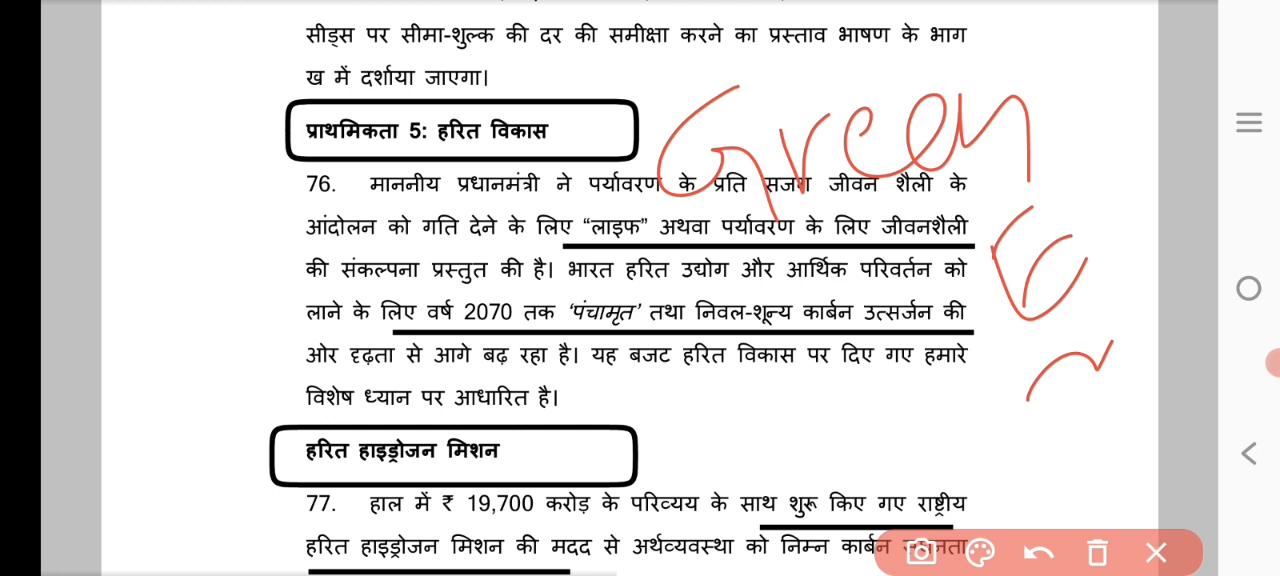 सीड्स पर सीमा-शुल्क की दर की समीक्षा करने का प्रस्ताव भाषण के भाग
ख में दर्शाया जाएगा।
प्राथमिकता 5: हरित विकास
Green
76. माननीय प्रधानमंत्री ने पर्यावरण के प्रति सजग जीवन शैली के
आंदोलन को गति देने के लिए “लाइफ” अथवा पर्यावरण के लिए जीवनशैली
की संकल्पना प्रस्तुत की है। भारत हरित उद्योग और आर्थिक परिवर्तन को
लाने के लिए वर्ष 2070 तक ‘पंचामृत’ तथा निवल-शून्य कार्बन उत्सर्जन की
ओर दृढ़ता से आगे बढ़ रहा है। यह बजट हरित विकास पर दिए गए हमारे
विशेष ध्यान पर आधारित है।
हरित हाइड्रोजन मिशन
77. हाल में ₹ 19,700 करोड़ के परिव्यय के साथ शुरू किए गए राष्ट्रीय
हरित हाइड्रोजन मिशन की मदद से अर्थव्यवस्था को निम्न कार्बन